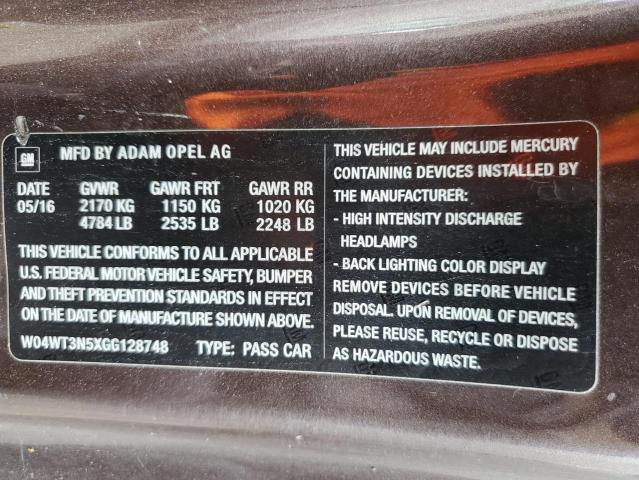 GM
MFD BY ADAM OPEL AG
DATE GVWR GAWR FRT GAWR RR
05/16 2170 KG 1150 KG 1020 KG
4784 LB 2535 LB 2248 LB
THIS VEHICLE CONFORMS TO ALL APPLICABLE
U.S. FEDERAL MOTOR VEHICLE SAFETY, BUMPER
AND THEFT PREVENTION STANDARDS IN EFFECT
ON THE DATE OF MANUFACTURE SHOWN ABOVE.
W04WT3N5XGG128748 TYPE: PASS CAR
THIS VEHICLE MAY INCLUDE MERCURY
CONTAINING DEVICES INSTALLED BY
THE MANUFACTURER:
- HIGH INTENSITY DISCHARGE
HEADLAMPS
- BACK LIGHTING COLOR DISPLAY
REMOVE DEVICES BEFORE VEHICLE
DISPOSAL. UPON REMOVAL OF DEVICES,
PLEASE REUSE, RECYCLE OR DISPOSE
AS HAZARDOUS WASTE.